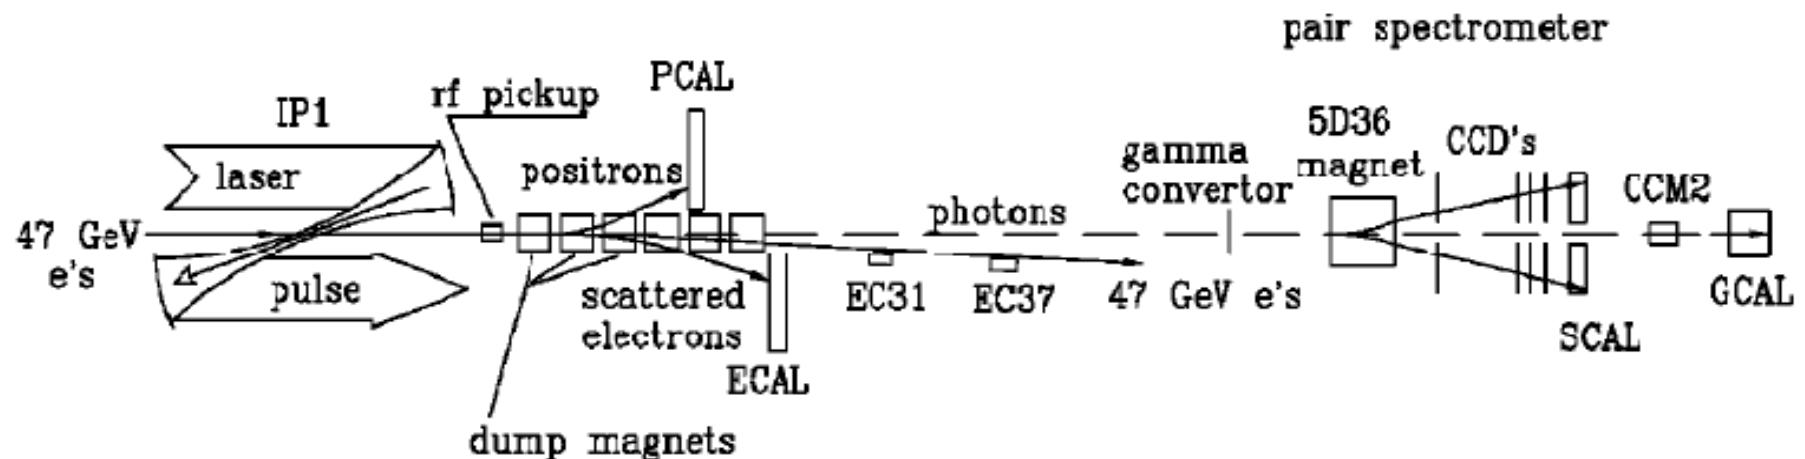 pair spectrometer
PCAL
rf pickup
IP1
5D36
magnet
CCD's
gamma
convertor
positrons
laser
CCM2
photons
47 GeV
e's
pulse
scattered
electrons
EC31
EC37
47 GeV e's
GCAL
SCAL
ECAL
dump magnets